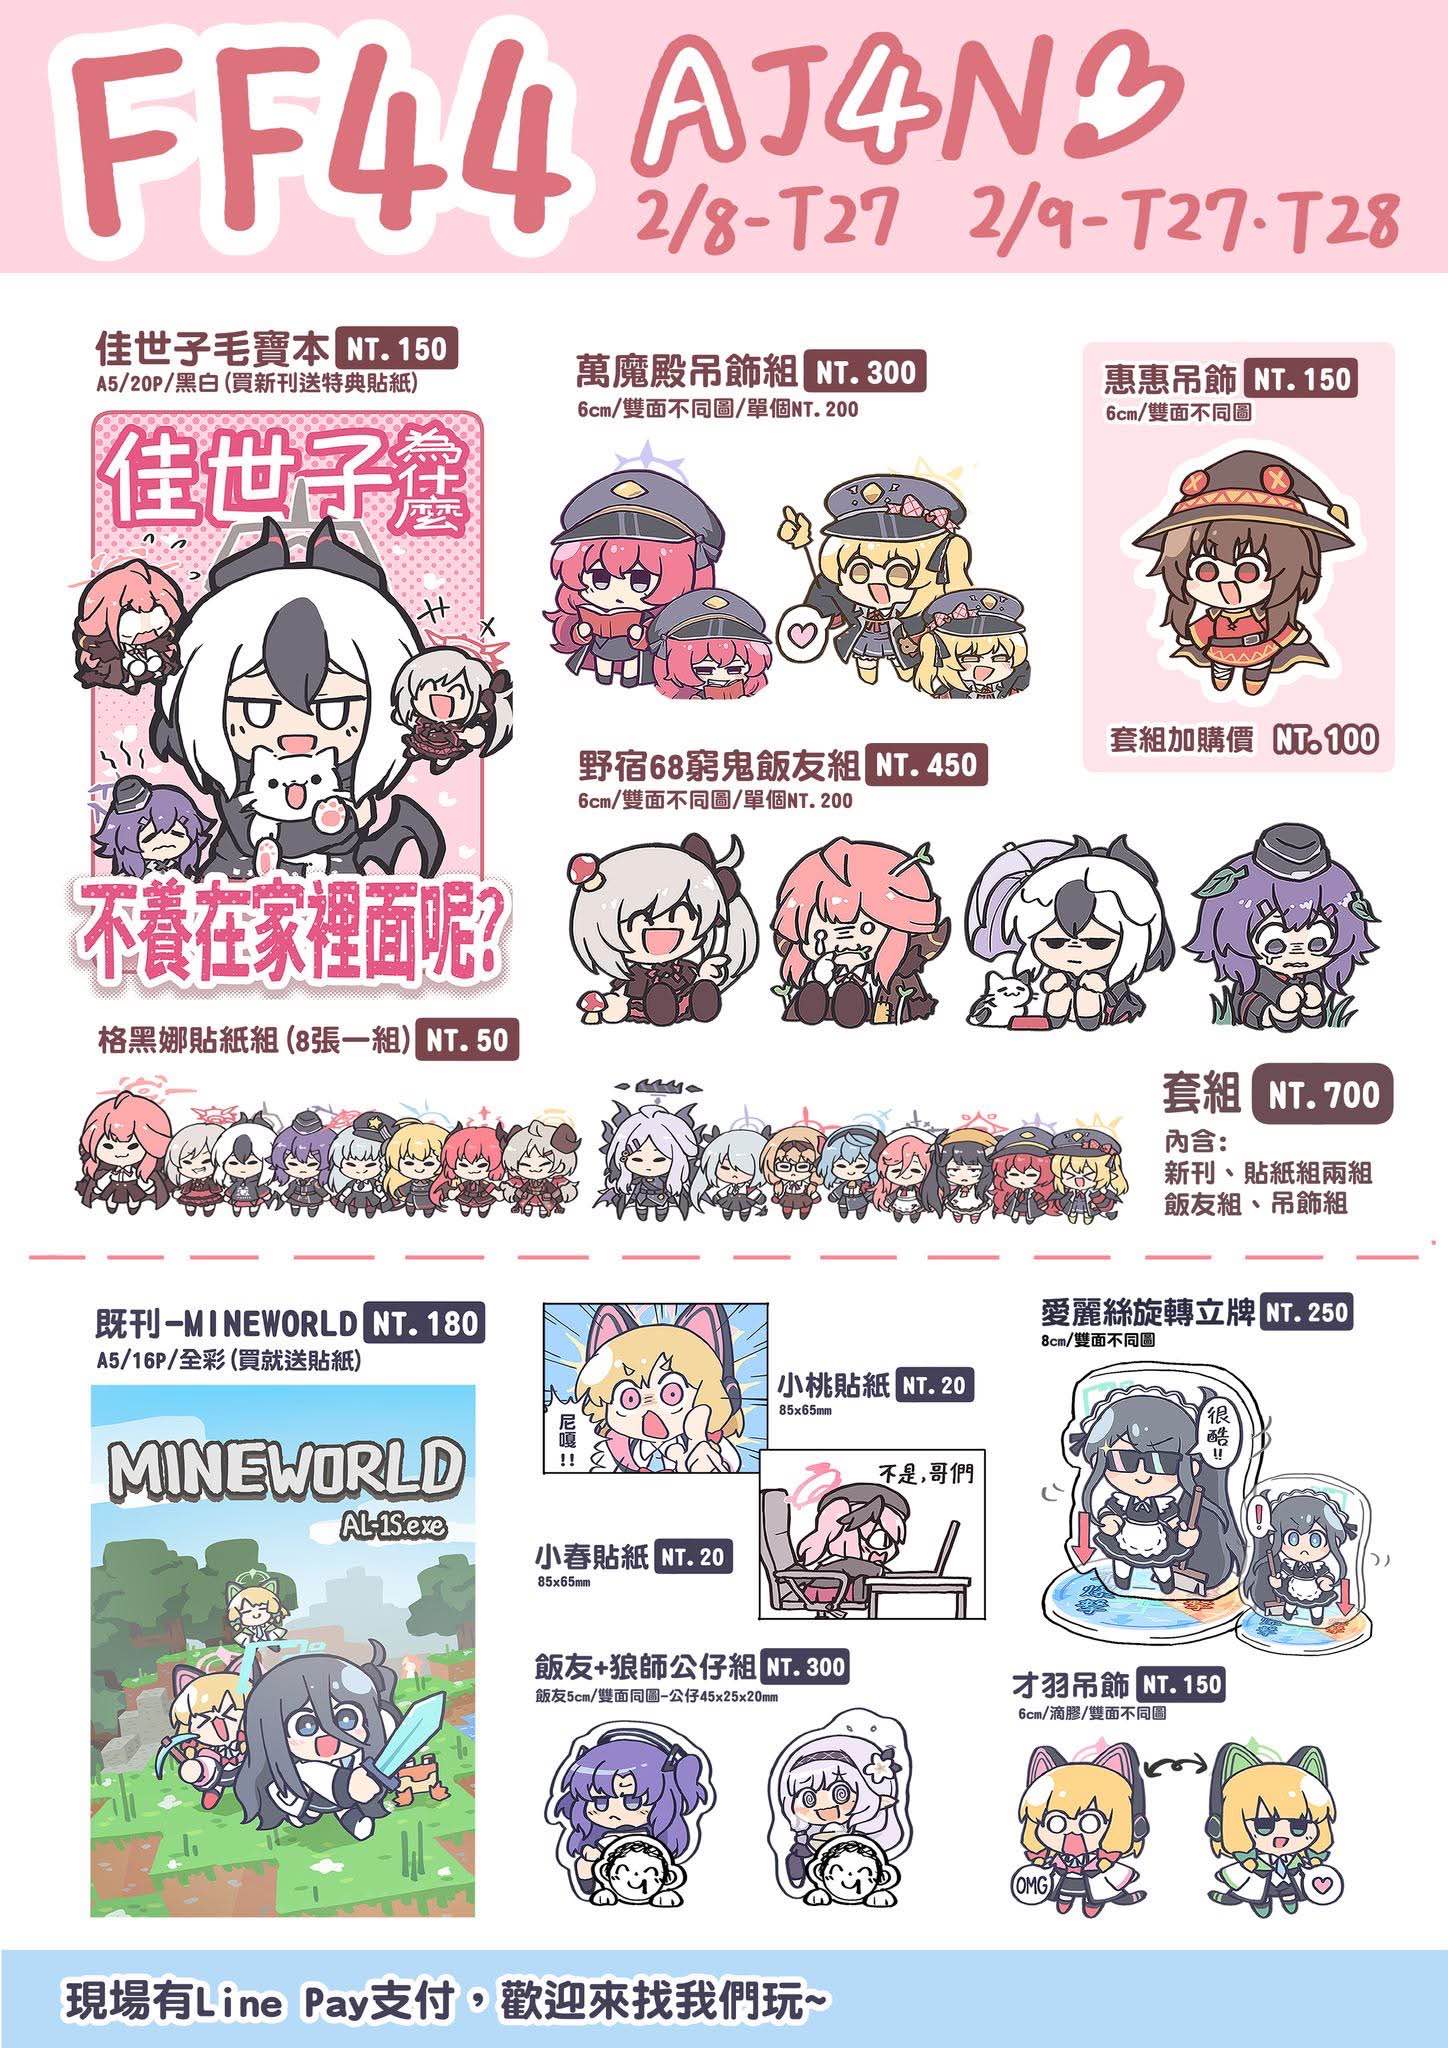 FF44
AJ4N3
2/8-T27 2/9-T27·T28
佳世子毛寶本 NT.150
A5/20P/黑白(買新刊送特典貼紙)
佳世子為什麼
不養在家裡面呢?
萬魔殿吊飾組 NT.300
6cm/雙面不同圖/單個NT.200
惠惠吊飾 NT.150
6cm/雙面不同圖
套組加購價 NT.100
野宿68窮鬼飯友組 NT.450
6cm/雙面不同圖/單個NT.200
格黑娜貼紙組(8張一組) NT.50
套組 NT.700
內含:
新刊、貼紙組兩組
飯友組、吊飾組
既刊-MINEWORLD NT.180
A5/16P/全彩(買就送貼紙)
MINEWORLD
AL-1S.exe
尼嘎!!
小桃貼紙 NT.20
85x65mm
不是,哥們
小春貼紙 NT.20
85x65mm
愛麗絲旋轉立牌 NT.250
8cm/雙面不同圖
很酷!!
!
飯友+狼師公仔組 NT.300
飯友5cm/雙面同圖-公仔45x25x20mm
才羽吊飾 NT.150
6cm/滴膠/雙面不同圖
OMG
現場有Line Pay支付，歡迎來找我們玩~